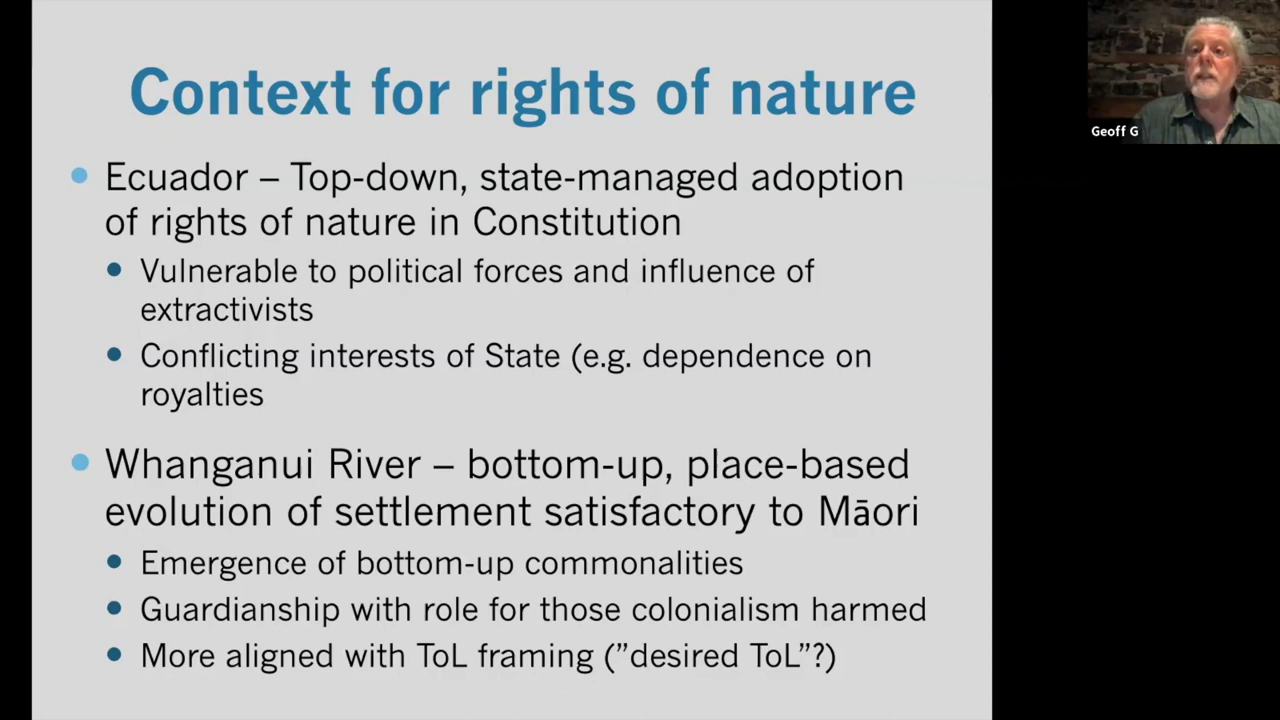 Context for rights of nature
Ecuador – Top-down, state-managed adoption
of rights of nature in Constitution
Vulnerable to political forces and influence of
extractivists
Conflicting interests of State (e.g. dependence on
royalties
Whanganui River – bottom-up, place-based
evolution of settlement satisfactory to Māori
Emergence of bottom-up commonalities
Guardianship with role for those colonialism harmed
More aligned with ToL framing (”desired ToL”?)
Geoff G